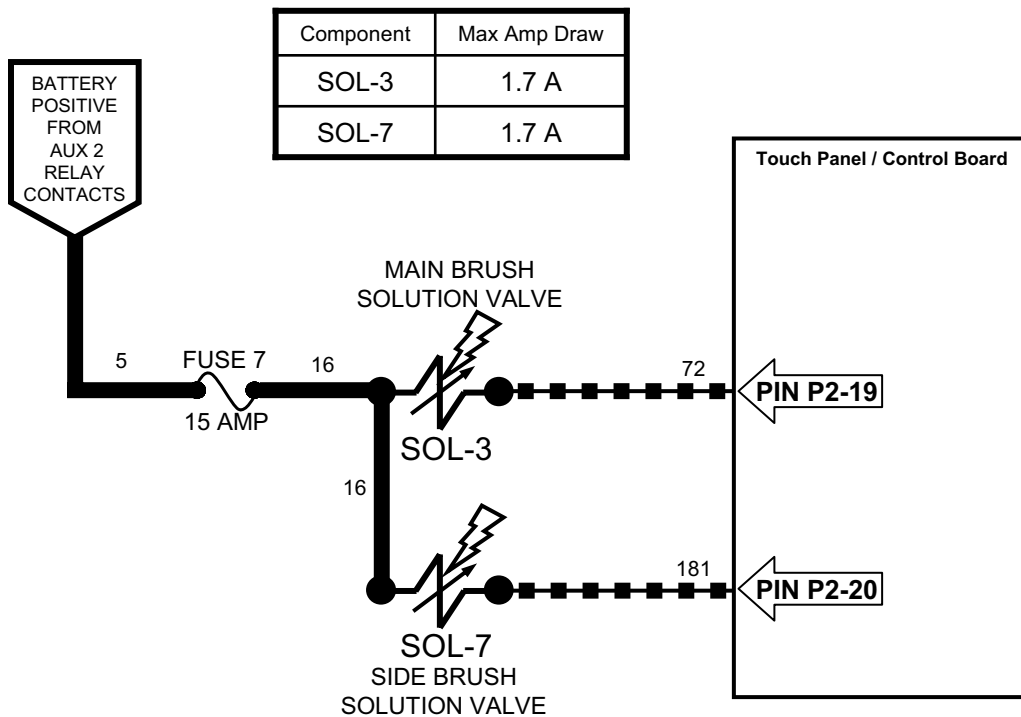 Component Max Amp Draw
SOL-3 1.7 A
SOL-7 1.7 A
BATTERY
POSITIVE
FROM
AUX 2
RELAY
CONTACTS
Touch Panel / Control Board
MAIN BRUSH
SOLUTION VALVE
5
FUSE 7
16
72
15 AMP
PIN P2-19
SOL-3
16
181
PIN P2-20
SOL-7
SIDE BRUSH
SOLUTION VALVE